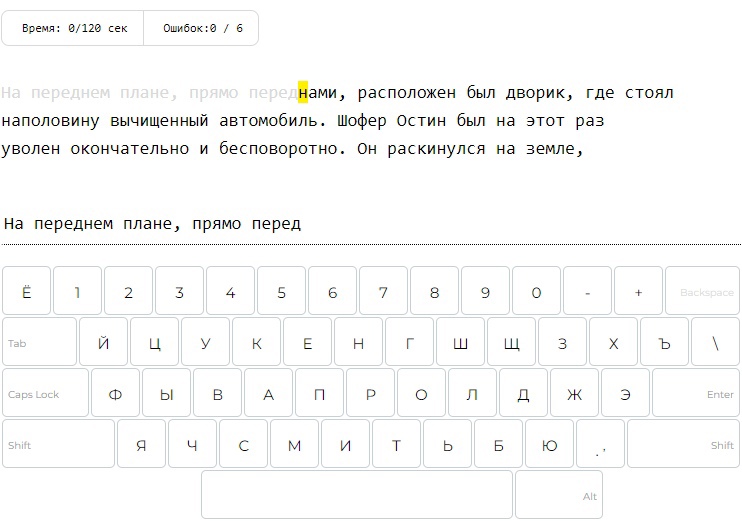 Время: 0/120 сек Ошибок:0 / 6
На переднем плане, прямо перед нами, расположен был дворик, где стоял
наполовину вычищенный автомобиль. Шофер Остин был на этот раз
уволен окончательно и бесповоротно. Он раскинулся на земле,
На переднем плане, прямо перед
Ё 1 2 3 4 5 6 7 8 9 0 - + Backspace
Tab Й Ц У К Е Н Г Ш Щ З Х Ъ \
Caps Lock Ф Ы В А П Р О Л Д Ж Э Enter
Shift Я Ч С М И Т Ь Б Ю . , Shift
Alt